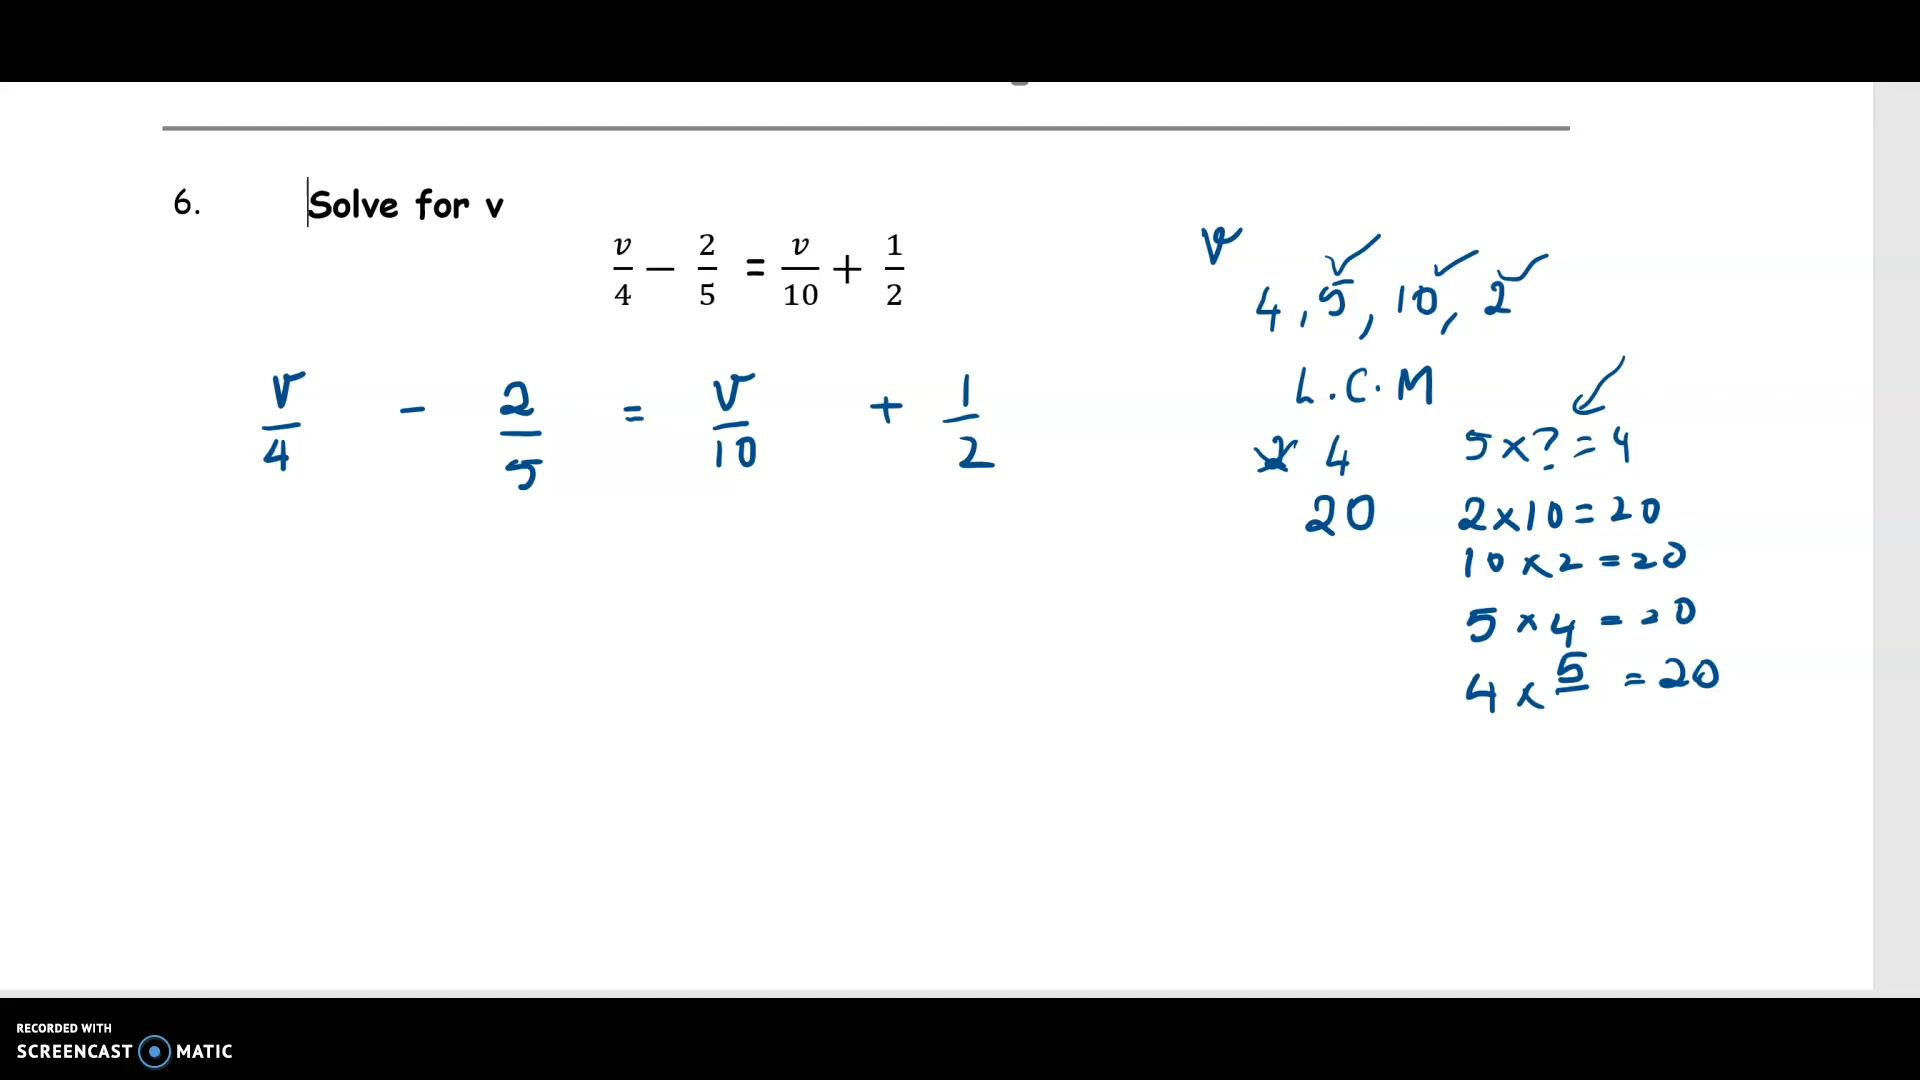 6. Solve for v
v/4 − 2/5 = v/10 + 1/2
v/4 - 2/5 = v/10 + 1/2
v
4, 5, 10, 2
L.C.M
4
20
5 x ? = 4
2 x 10 = 20
10 x 2 = 20
5 x 4 = 20
4 x 5 = 20
RECORDED WITH
SCREENCAST MATIC